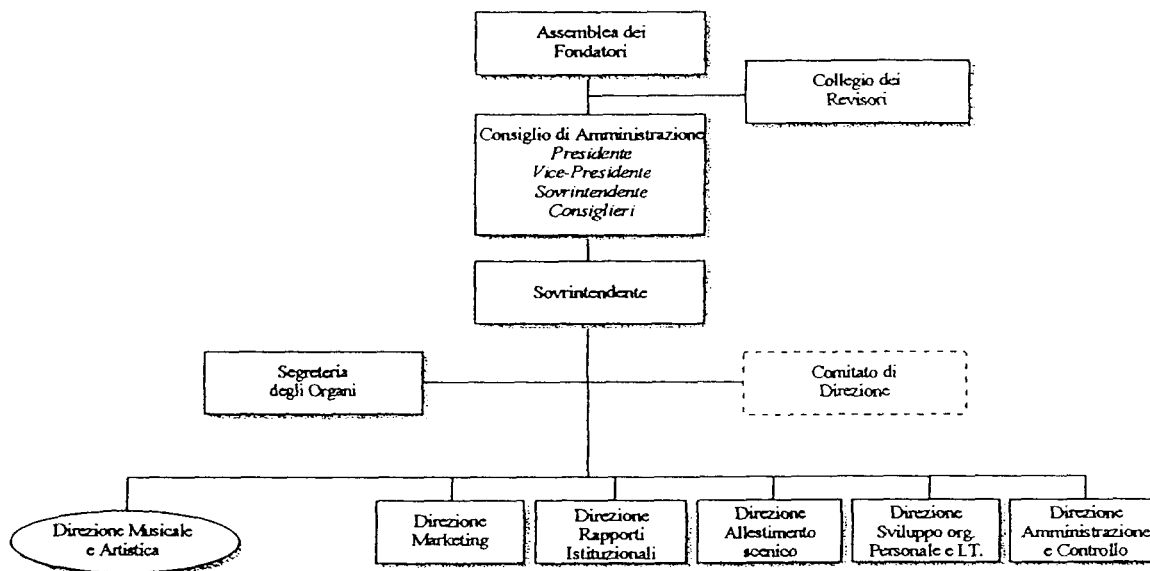 Assemblea dei
Fondatori
Collegio dei
Revisori
Consiglio di Amministrazione
Presidente
Vice-Presidente
Sovrintendente
Consiglieri
Sovrintendente
Segreteria
degli Organi
Comitato di
Direzione
Direzione Musicale
e Artistica
Direzione
Marketing
Direzione
Rapporti
Istituzionali
Direzione
Allestimento
scenico
Direzione
Sviluppo org.
Personale e I.T.
Direzione
Amministrazione
e Controllo